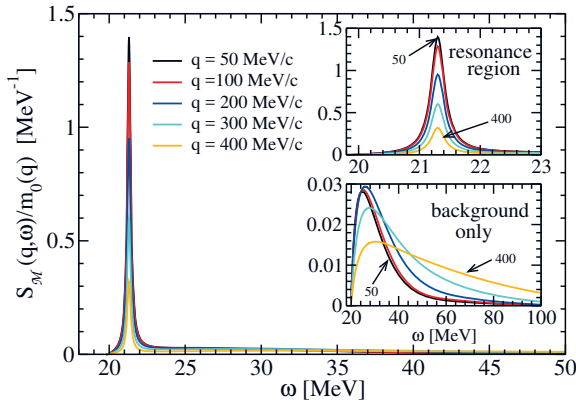 1.5
1
0.5
0
S_ℳ(q,ω)/m₀(q) [MeV⁻¹]
q = 50 MeV/c
q =100 MeV/c
q = 200 MeV/c
q = 300 MeV/c
q = 400 MeV/c
20 25 30 35 40 45 50
ω [MeV]
1.5
1
0.5
0
50
resonance
region
400
20 21 22 23
0.03
0.02
0.01
0
background
only
400
50
20 40 60 80 100
ω [MeV]